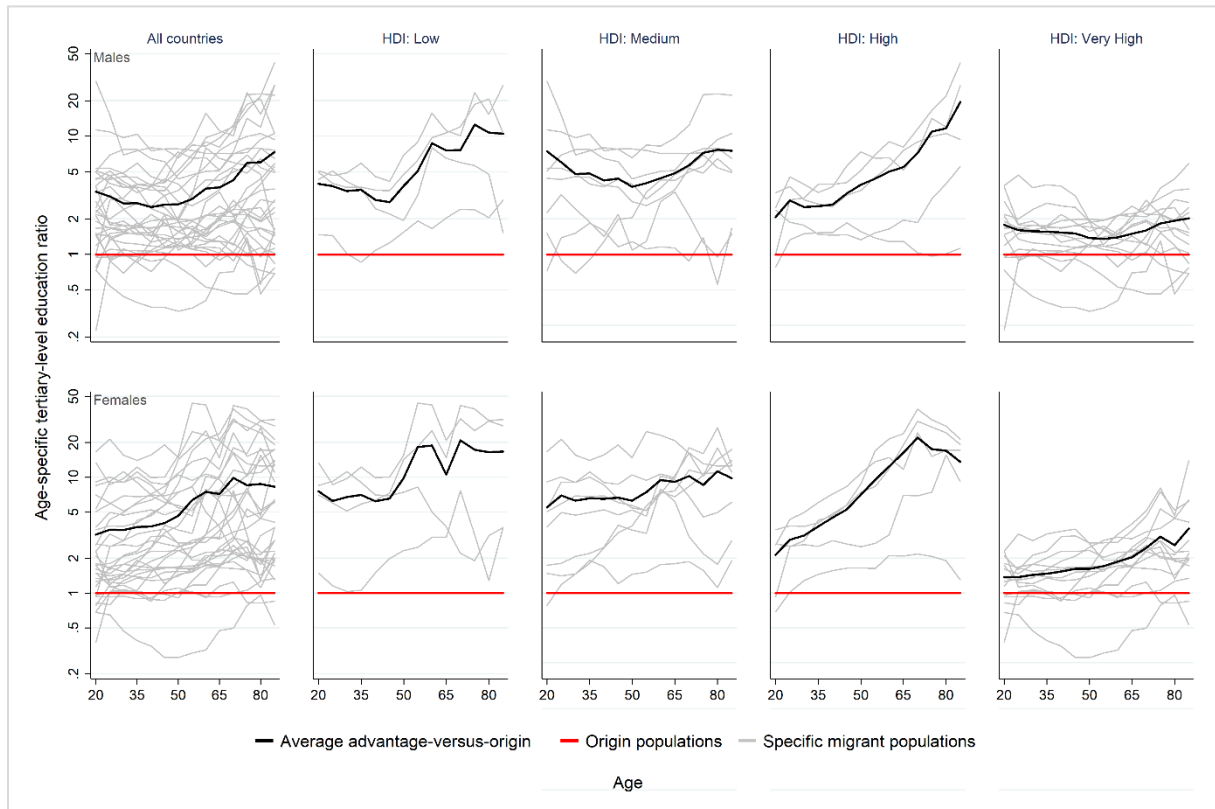 All countries
HDI: Low
HDI: Medium
HDI: High
HDI: Very High
Age-specific tertiary-level education ratio
Males
50
20
10
5
2
1
.5
.2
Females
50
20
10
5
2
1
.5
.2
20 35 50 65 80
20 35 50 65 80
20 35 50 65 80
20 35 50 65 80
20 35 50 65 80
Average advantage-versus-origin
Origin populations
Specific migrant populations
Age